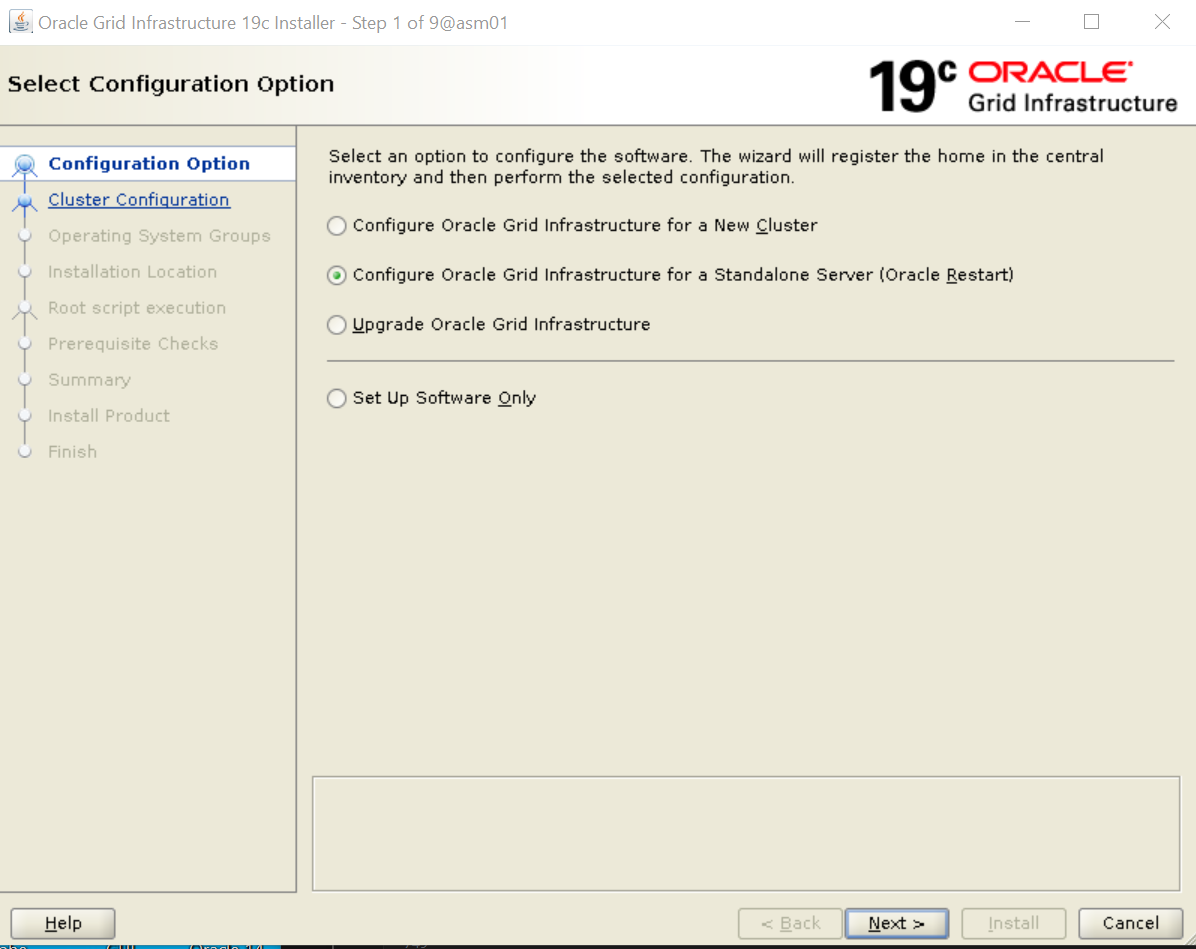 Oracle Grid Infrastructure 19c Installer - Step 1 of 9@asm01
Select Configuration Option
19c ORACLE
Grid Infrastructure
Configuration Option
Cluster Configuration
Operating System Groups
Installation Location
Root script execution
Prerequisite Checks
Summary
Install Product
Finish
Select an option to configure the software. The wizard will register the home in the central
inventory and then perform the selected configuration.
Configure Oracle Grid Infrastructure for a New Cluster
Configure Oracle Grid Infrastructure for a Standalone Server (Oracle Restart)
Upgrade Oracle Grid Infrastructure
Set Up Software Only
Help
< Back
Next >
Install
Cancel